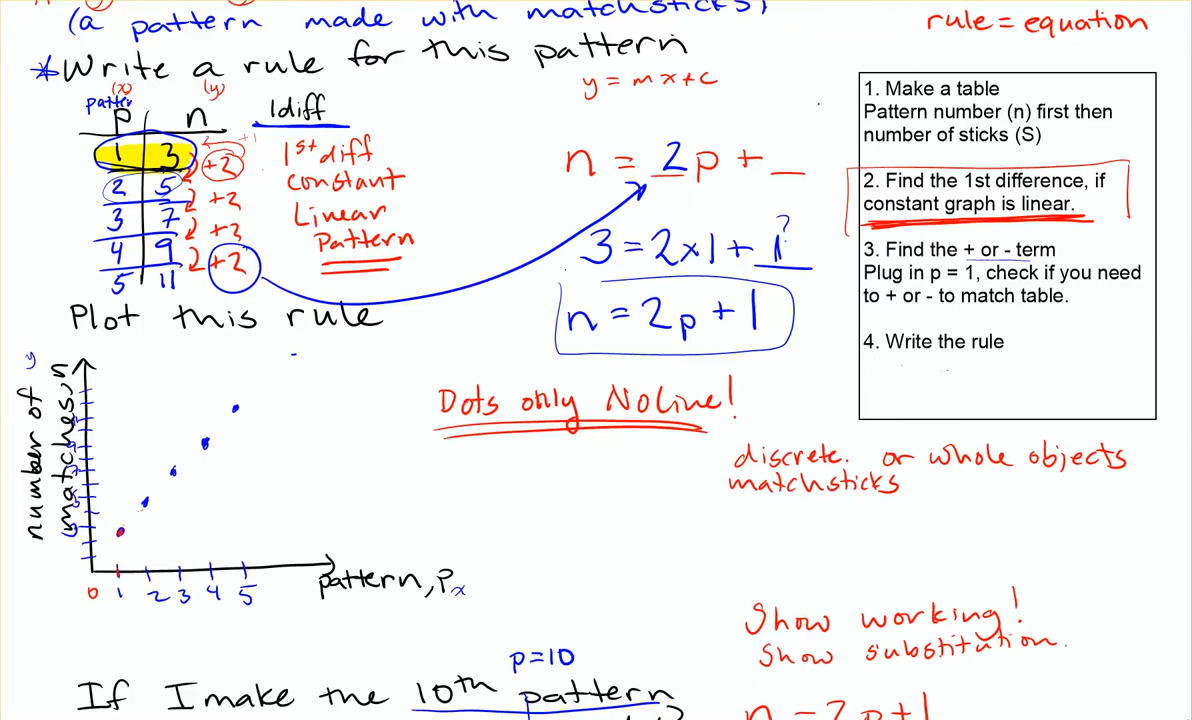 (a pattern made with matchsticks)
rule = equation
*Write a rule for this pattern
y = mx+c
pattern (x) (y)
p n 1diff
+1
1 3 +2
2 5 +2
3 7 +2
4 9 2 +2
5 11
1st diff
constant
Linear
Pattern
n = 2p + _
3 = 2x1 + 1 ?
n = 2p + 1
1. Make a table
Pattern number (n) first then
number of sticks (S)
2. Find the 1st difference, if
constant graph is linear.
3. Find the + or - term
Plug in p = 1, check if you need
to + or - to match table.
4. Write the rule
Plot this rule
y
number of
matches, n
0 1 2 3 4 5
pattern, p x
Dots only No Line!
discrete. or whole objects
matchsticks
Show working!
Show substitution.
p=10
If I make the 10th pattern
n = 2p+1